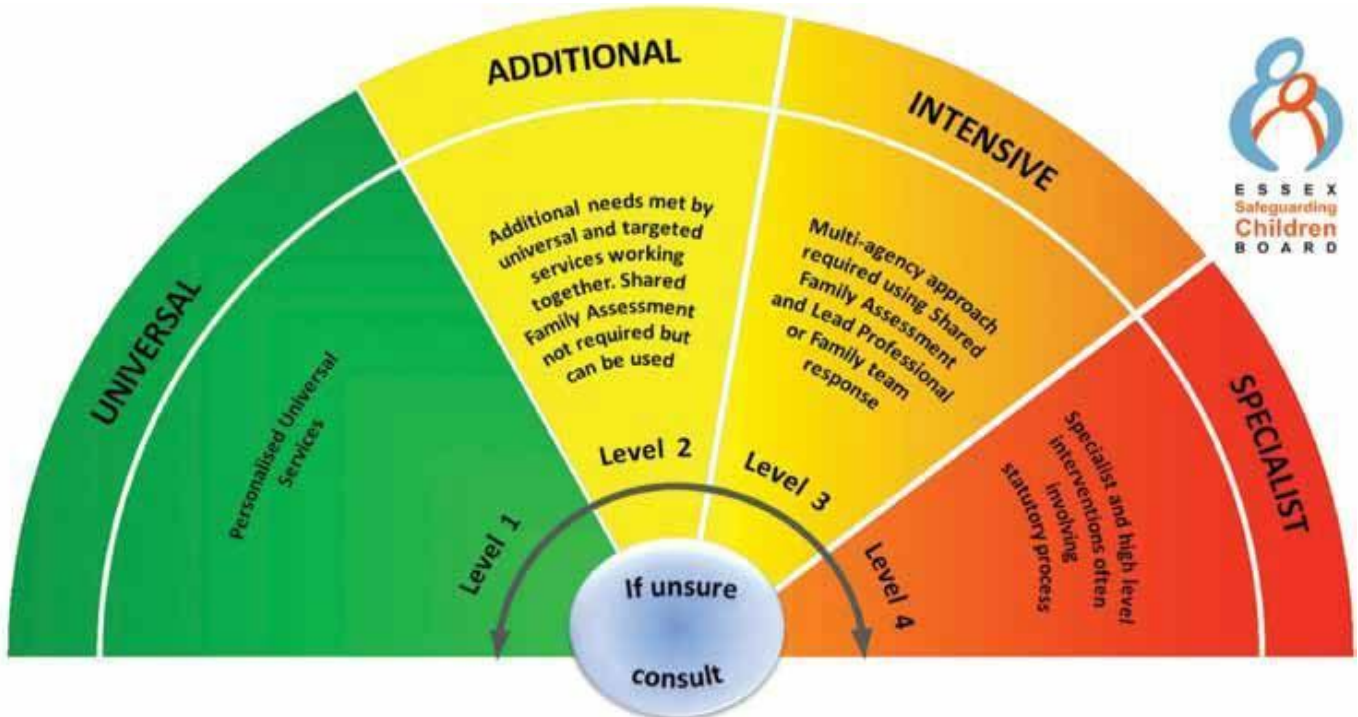 UNIVERSAL
Personalised Universal
Services
Level 1
ADDITIONAL
Additional needs met by
universal and targeted
services working
together. Shared
Family Assessment
not required but
can be used
Level 2
INTENSIVE
Multi-agency approach
required using Shared
Family Assessment
and Lead Professional
or Family team
response
Level 3
SPECIALIST
Specialist and high level
interventions often
involving
statutory process
Level 4
If unsure
consult
ESSEX
Safeguarding
Children
BOARD